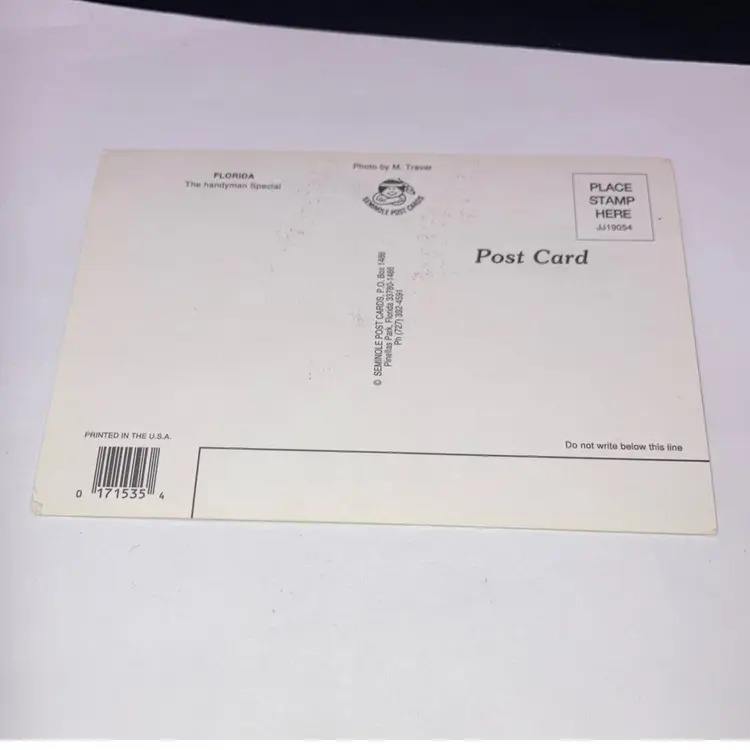 FLORIDA
The handyman Special
Photo by M. Traver
SEMINOLE POST CARDS
PLACE
STAMP
HERE
JJ19054
Post Card
© SEMINOLE POST CARDS, P.O. Box 1486
Pinellas Park, Florida 33780-1486
Ph (727) 392-4591
PRINTED IN THE U.S.A.
0 171535 4
Do not write below this line